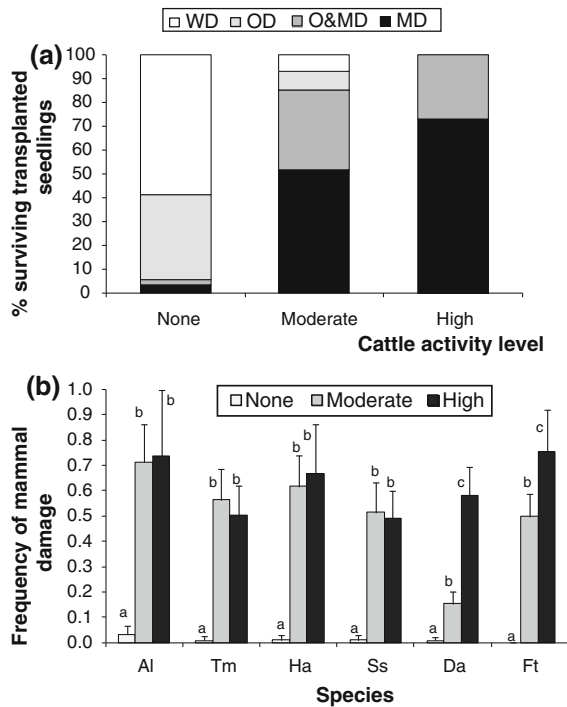 WD OD O&MD MD
(a)
% surviving transplanted seedlings
100
90
80
70
60
50
40
30
20
10
0
None Moderate High
Cattle activity level
(b)
None Moderate High
Frequency of mammal damage
1.0
0.9
0.8
0.7
0.6
0.5
0.4
0.3
0.2
0.1
0.0
a b b a b b a b b a b b a b c a b c
Al Tm Ha Ss Da Ft
Species